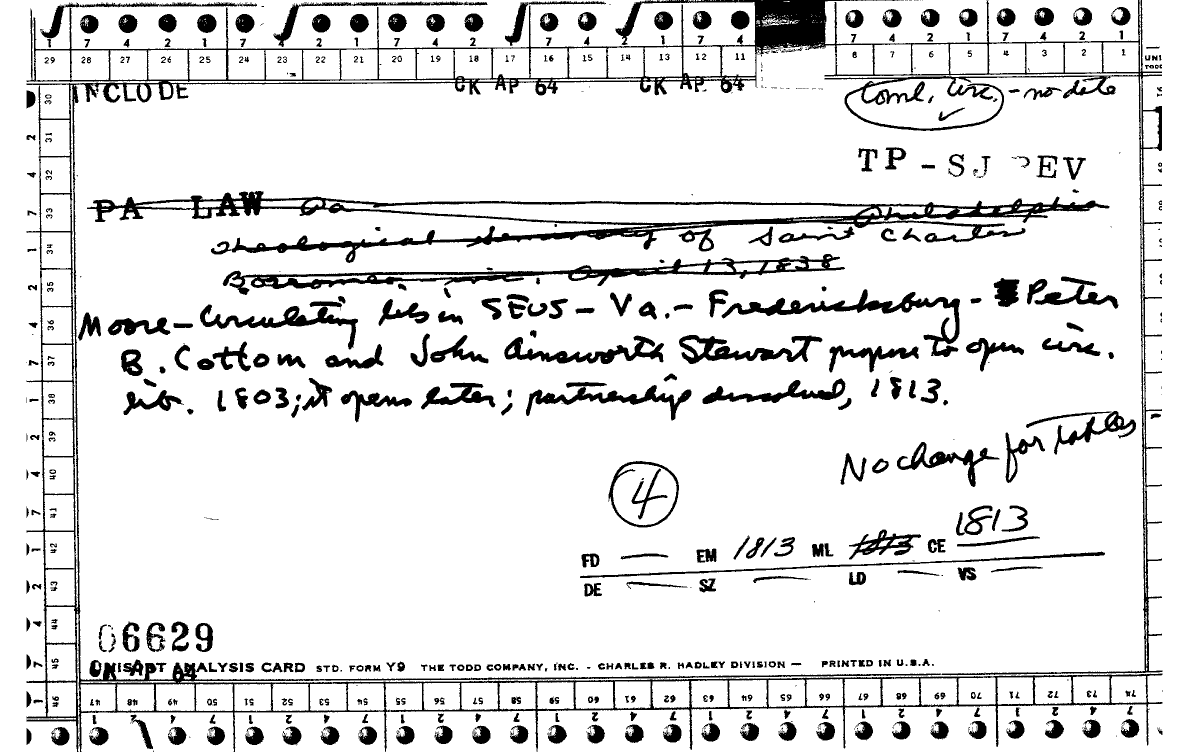 1 7 4 2 1 7 4 2 1 7 4 2 1 7 4 2 1 7 4 7 4 2 1 7 4 2 1
29 28 27 26 25 24 23 22 21 20 19 18 17 16 15 14 13 12 11 8 7 6 5 4 3 2 1
INCLUDE CK AP 64 CK AP 64 Coml. Circ. - no date
TP - SJ REV
PA LAW Pa Philadelphia
Theological Seminary of Saint Charles
Borromeo, inc. April 13, 1838
Moore - Circulating libs in SEUS - Va. - Fredericksburg - Peter
B. Cottom and John Ainsworth Stewart propose to open circ.
lib. 1803; it opens later; partnership dissolved, 1813.
No change for Tables
4
1813
FD — EM 1813 ML 1813 CE
DE — SZ — LD — VS —
06629
CK AP 64
UNISORT ANALYSIS CARD STD. FORM Y9 THE TODD COMPANY, INC. - CHARLES R. HADLEY DIVISION — PRINTED IN U.S.A.
30 31 32 33 34 35 36 37 38 39 40 41 42 43 44 45 46
47 48 49 50 51 52 53 54 55 56 57 58 59 60 61 62 63 64 65 66 67 68 69 70 71 72 73 74